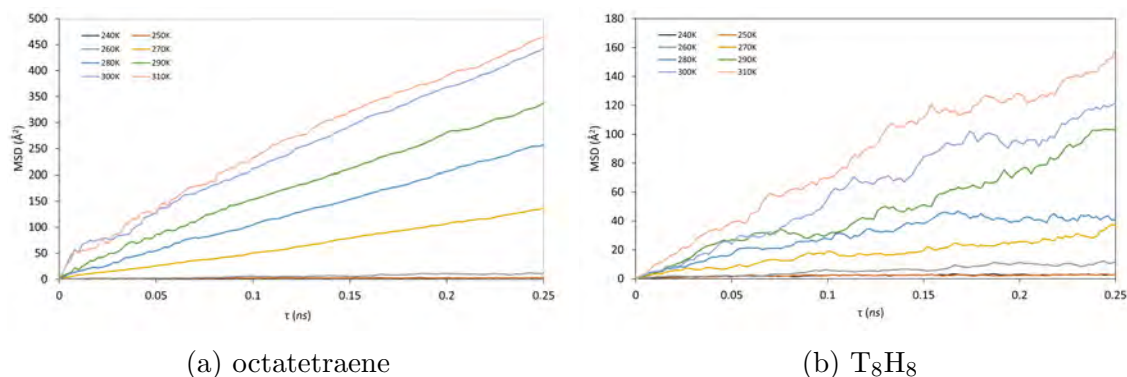 500
450
400
350
300
250
200
150
100
50
0
MSD (Å²)
240K 250K
260K 270K
280K 290K
300K 310K
0 0.05 0.1 0.15 0.2 0.25
τ (ns)
(a) octatetraene
180
160
140
120
100
80
60
40
20
0
MSD (Å²)
240K 250K
260K 270K
280K 290K
300K 310K
0 0.05 0.1 0.15 0.2 0.25
τ (ns)
(b) T₈H₈